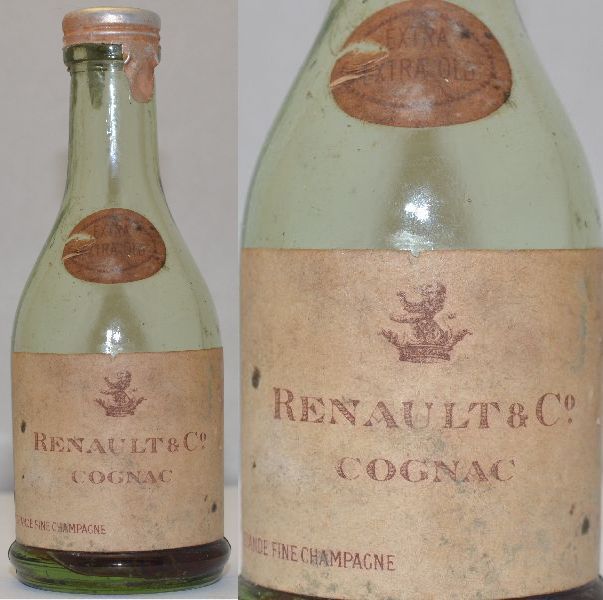 EXTRA
EXTRA OLD
RENAULT & Co
COGNAC
FINE CHAMPAGNE
EXTRA
EXTRA OLD
RENAULT & Co
COGNAC
FINE CHAMPAGNE